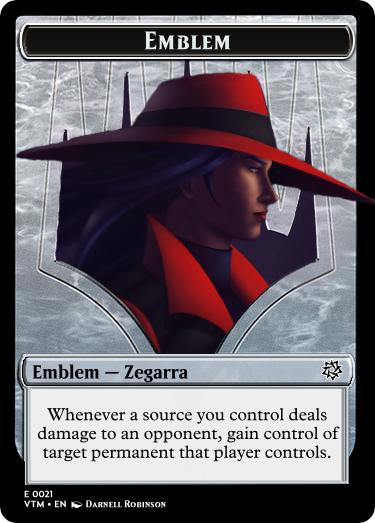 EMBLEM
Emblem — Zegarra
Whenever a source you control deals
damage to an opponent, gain control of
target permanent that player controls.
E 0021
VTM • EN DARNELL ROBINSON